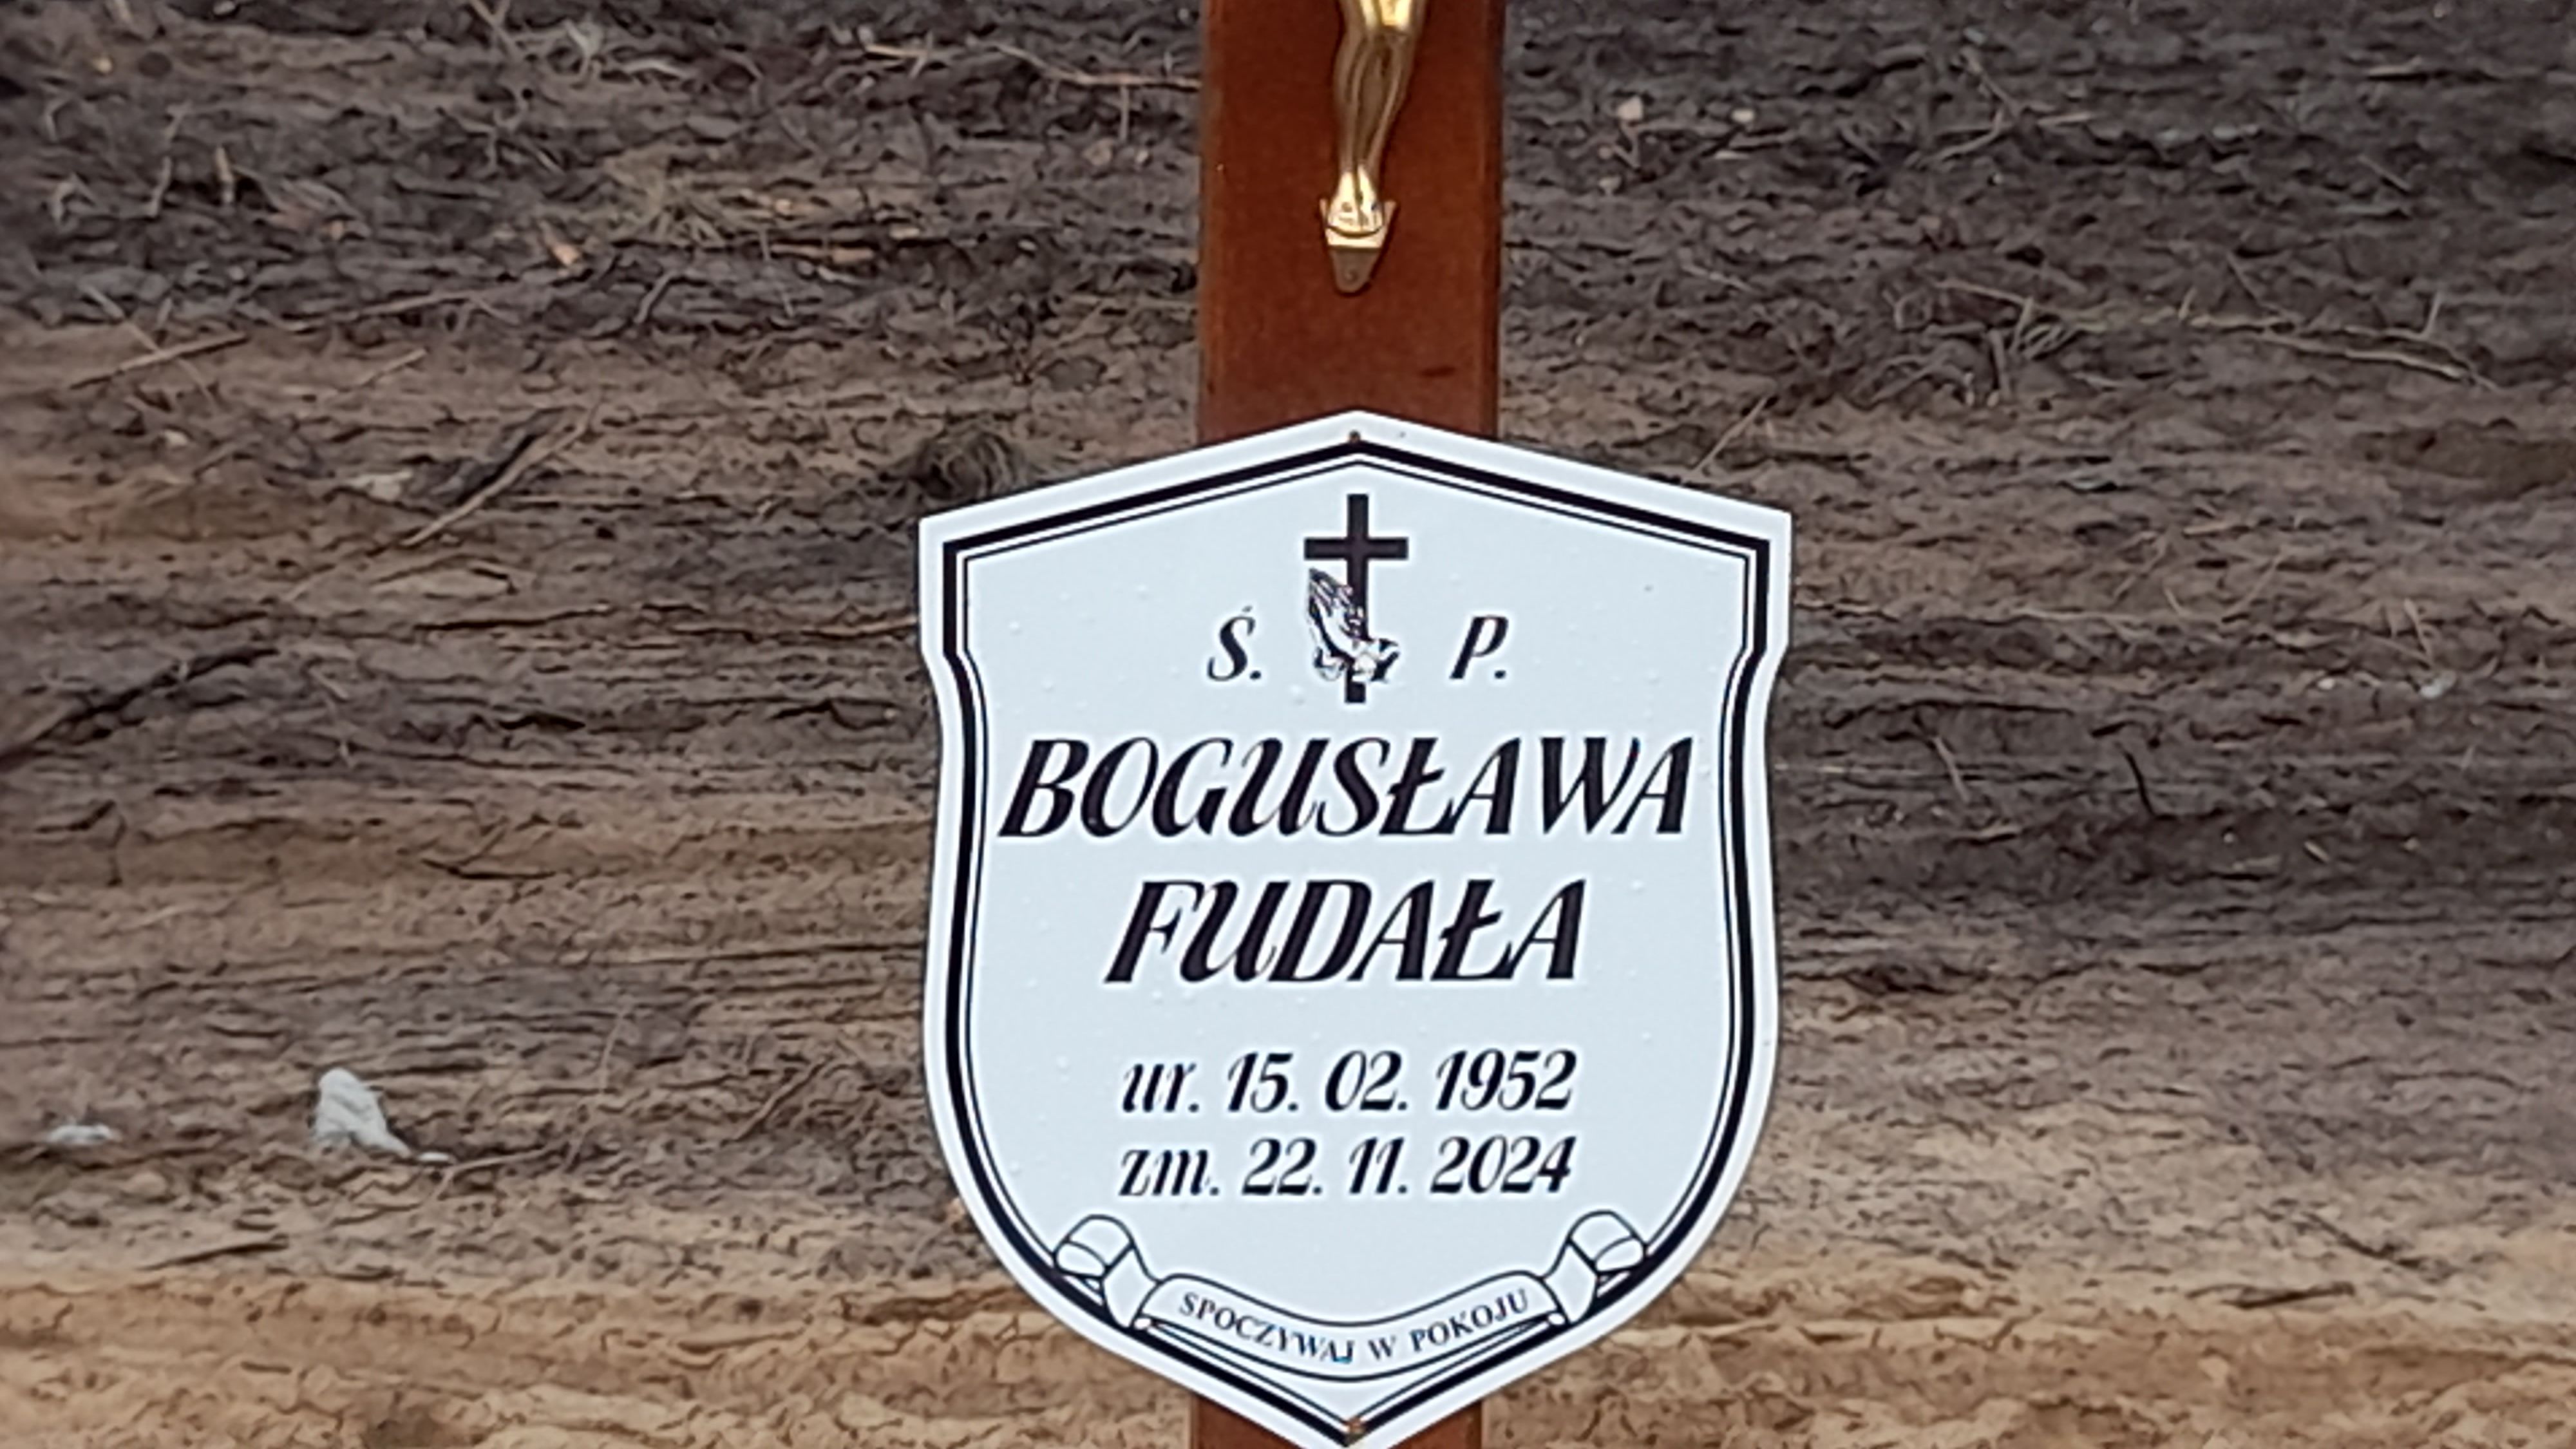 Ś. P.
BOGUSŁAWA
FUDAŁA
ur. 15. 02. 1952
zm. 22. 11. 2024
SPOCZYWAJ W POKOJU